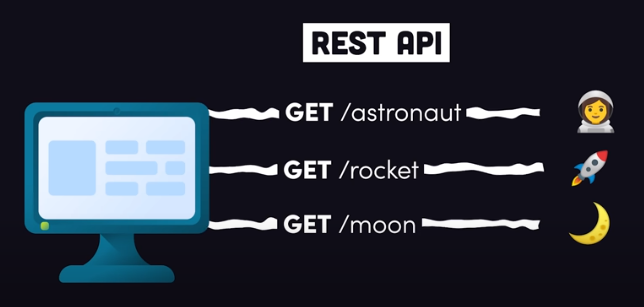 REST API
GET /astronaut
GET /rocket
GET /moon